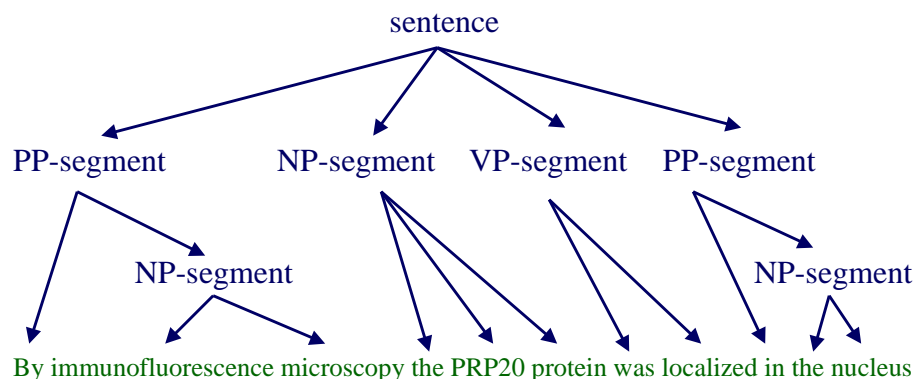 sentence
PP-segment NP-segment VP-segment PP-segment
NP-segment NP-segment
By immunofluorescence microscopy the PRP20 protein was localized in the nucleus